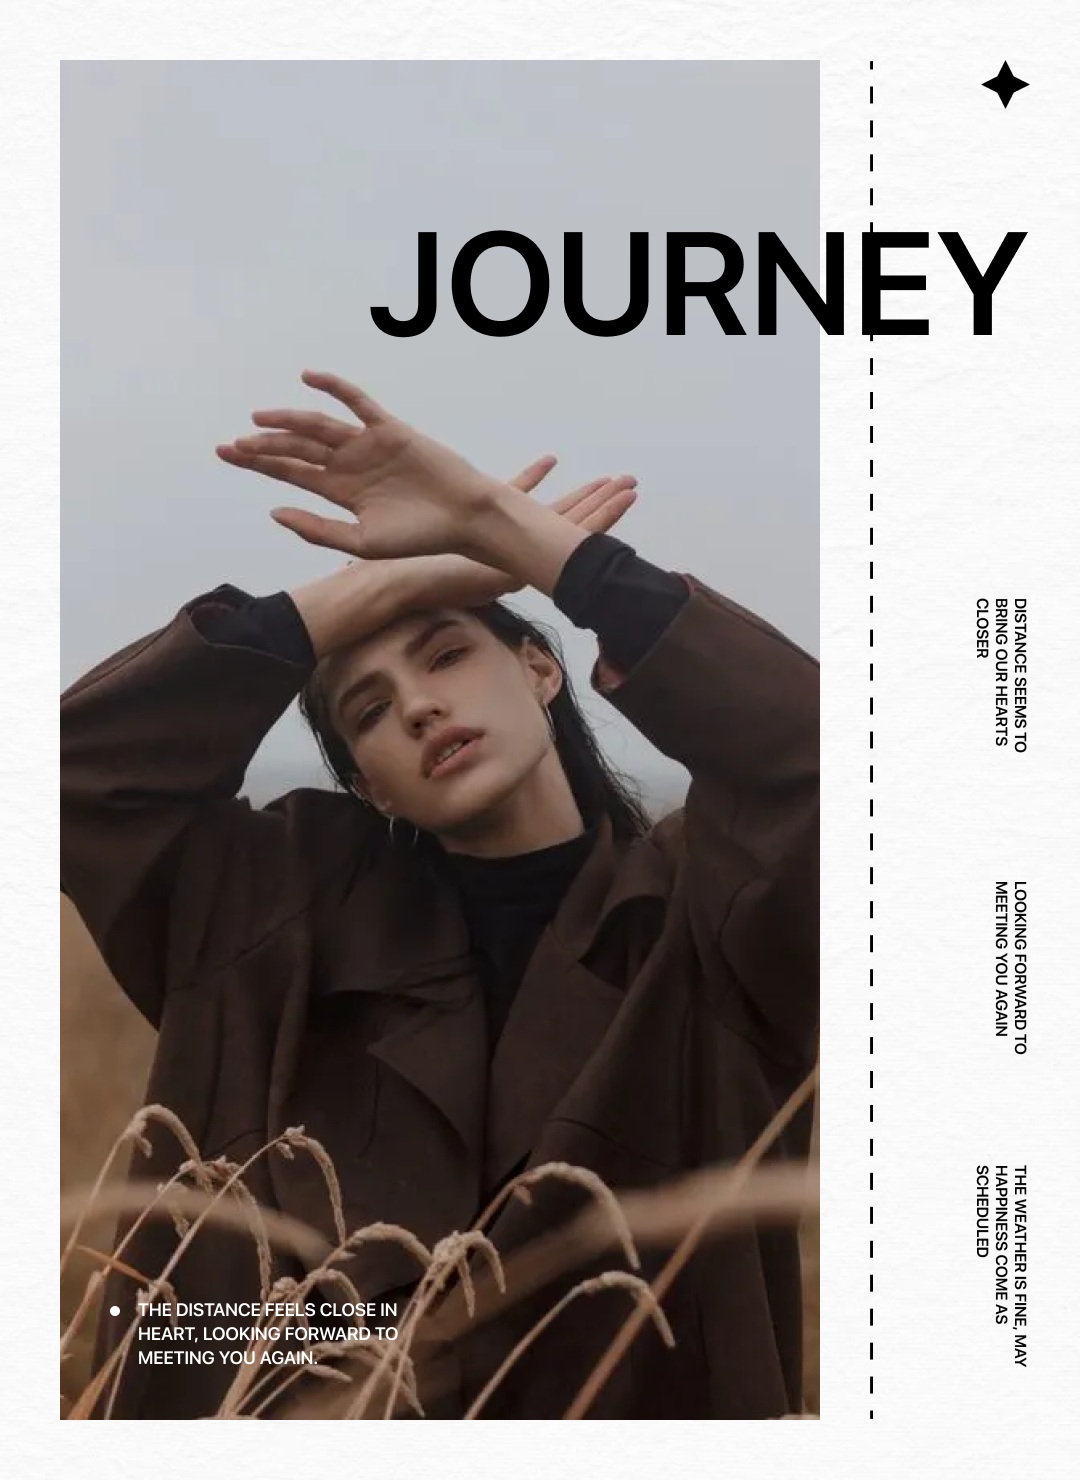 JOURNEY
DISTANCE SEEMS TO
BRING OUR HEARTS
CLOSER
LOOKING FORWARD TO
MEETING YOU AGAIN
THE WEATHER IS FINE, MAY
HAPPINESS COME AS
SCHEDULED
THE DISTANCE FEELS CLOSE IN
HEART, LOOKING FORWARD TO
MEETING YOU AGAIN.